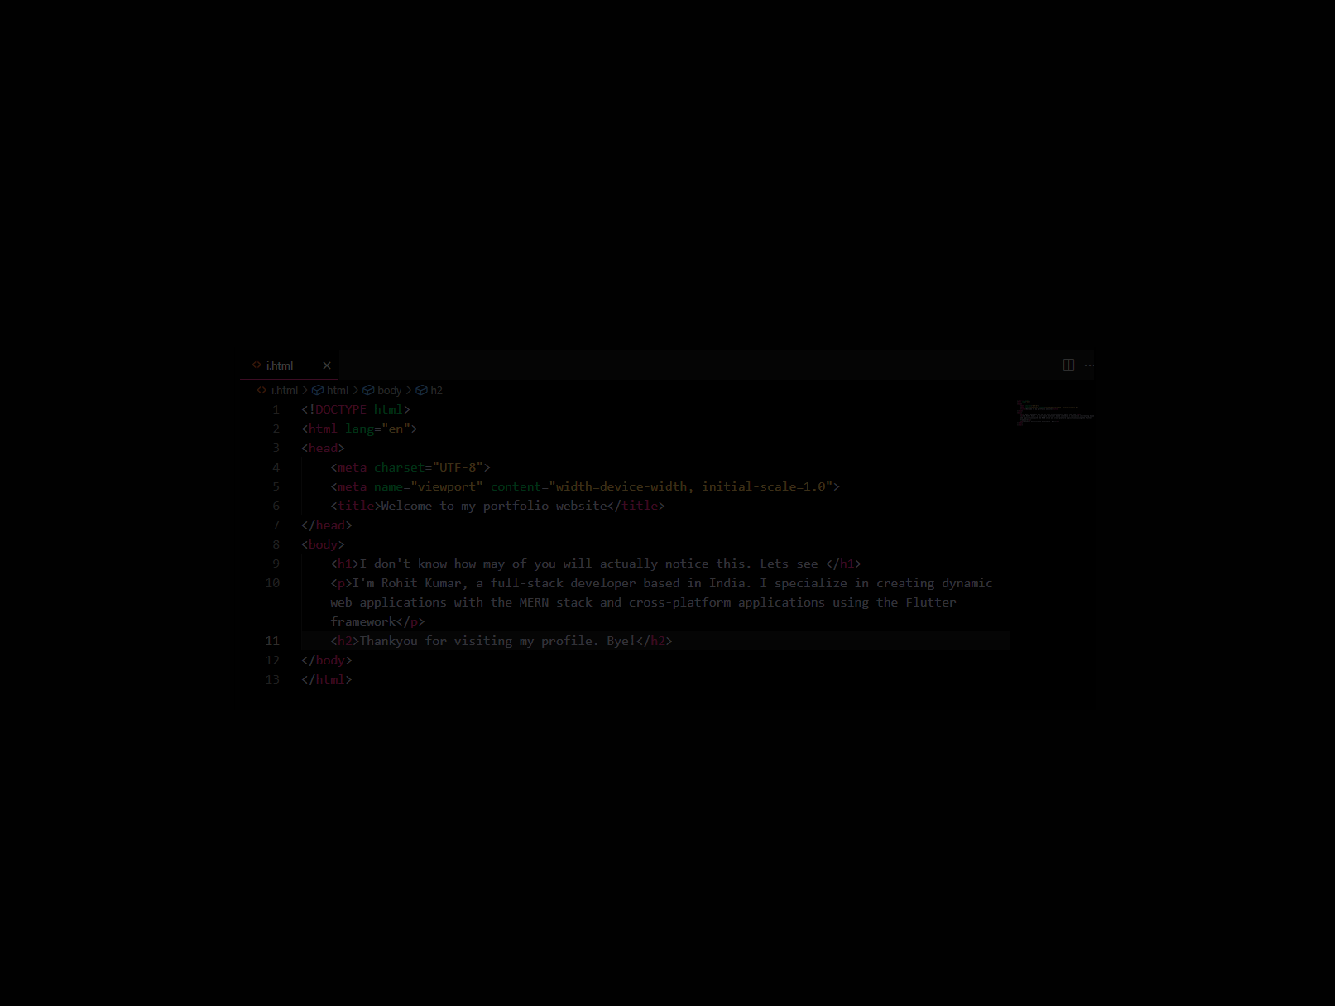 i.html
i.html > html > body > h2
1 <!DOCTYPE html>
2 <html lang="en">
3 <head>
4 <meta charset="UTF-8">
5 <meta name="viewport" content="width=device-width, initial-scale=1.0">
6 <title>Welcome to my portfolio website</title>
7 </head>
8 <body>
9 <h1>I don't know how may of you will actually notice this. Lets see </h1>
10 <p>I'm Rohit Kumar, a full-stack developer based in India. I specialize in creating dynamic
web applications with the MERN stack and cross-platform applications using the Flutter
framework</p>
11 <h2>Thankyou for visiting my profile. Bye!</h2>
12 </body>
13 </html>